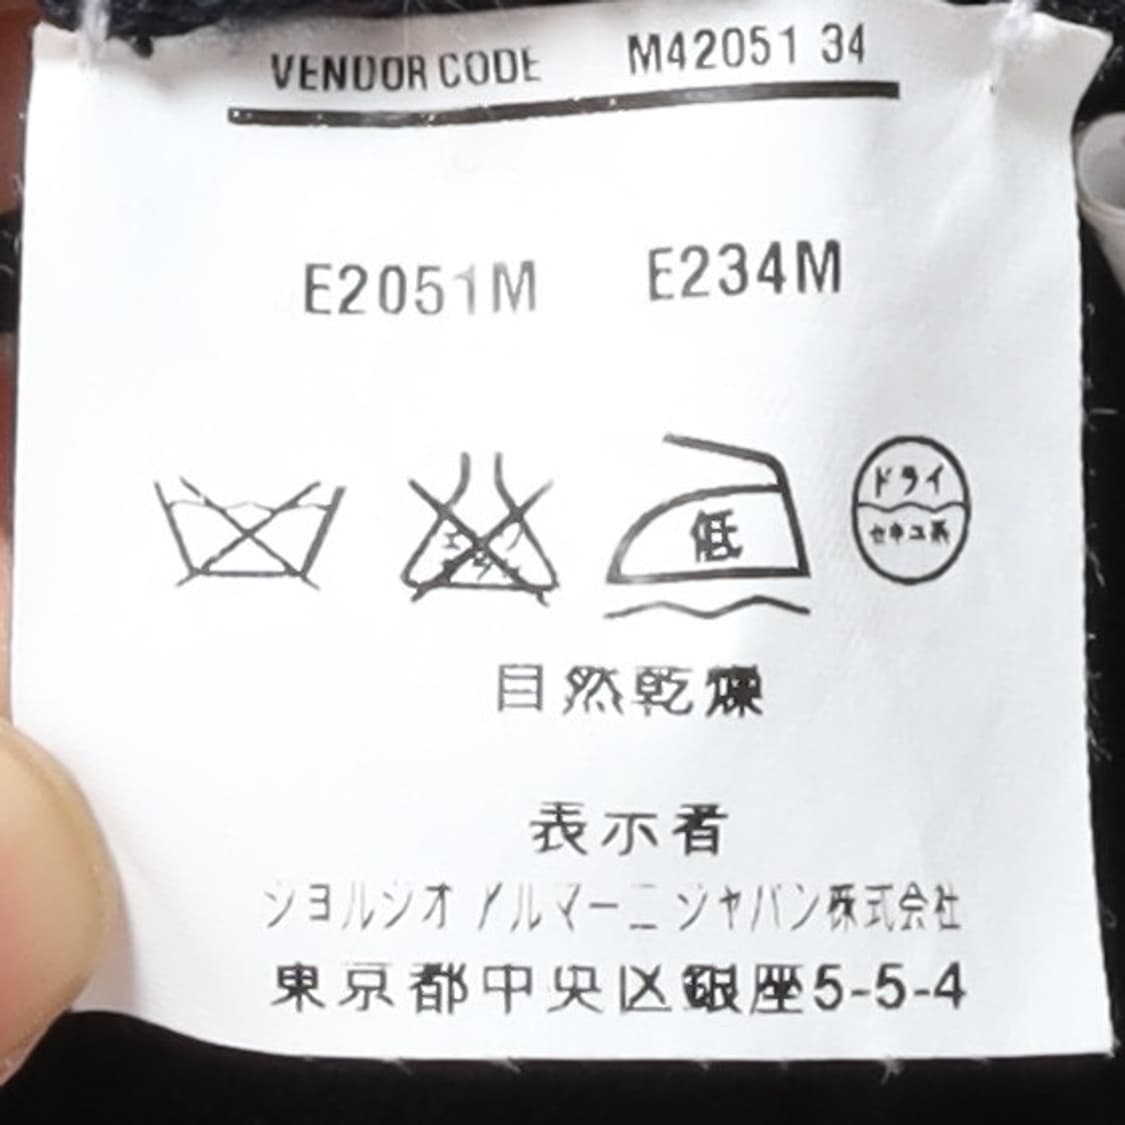 VENDOR CODE M42051 34
E2051M E234M
低
ドライ
セキユ系
自然乾燥
表示者
ジョルジオ アルマーニ ジャパン株式会社
東京都中央区銀座5-5-4